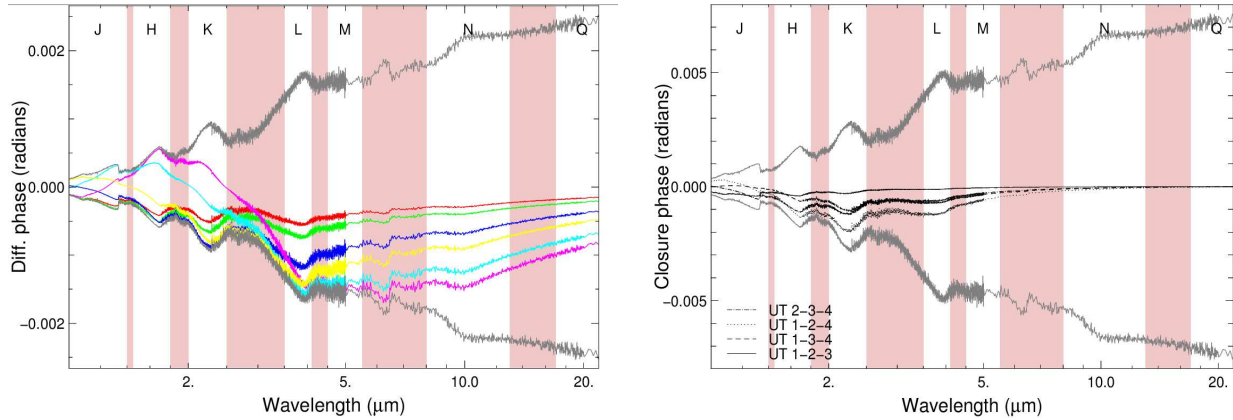 J H K L M N Q
0.002
0.000
−0.002
Diff. phase (radians)
2. 5. 10.0 20.
Wavelength (μm)
J H K L M N Q
0.005
0.000
−0.005
Closure phase (radians)
UT 2−3−4
UT 1−2−4
UT 1−3−4
UT 1−2−3
2. 5. 10.0 20.
Wavelength (μm)